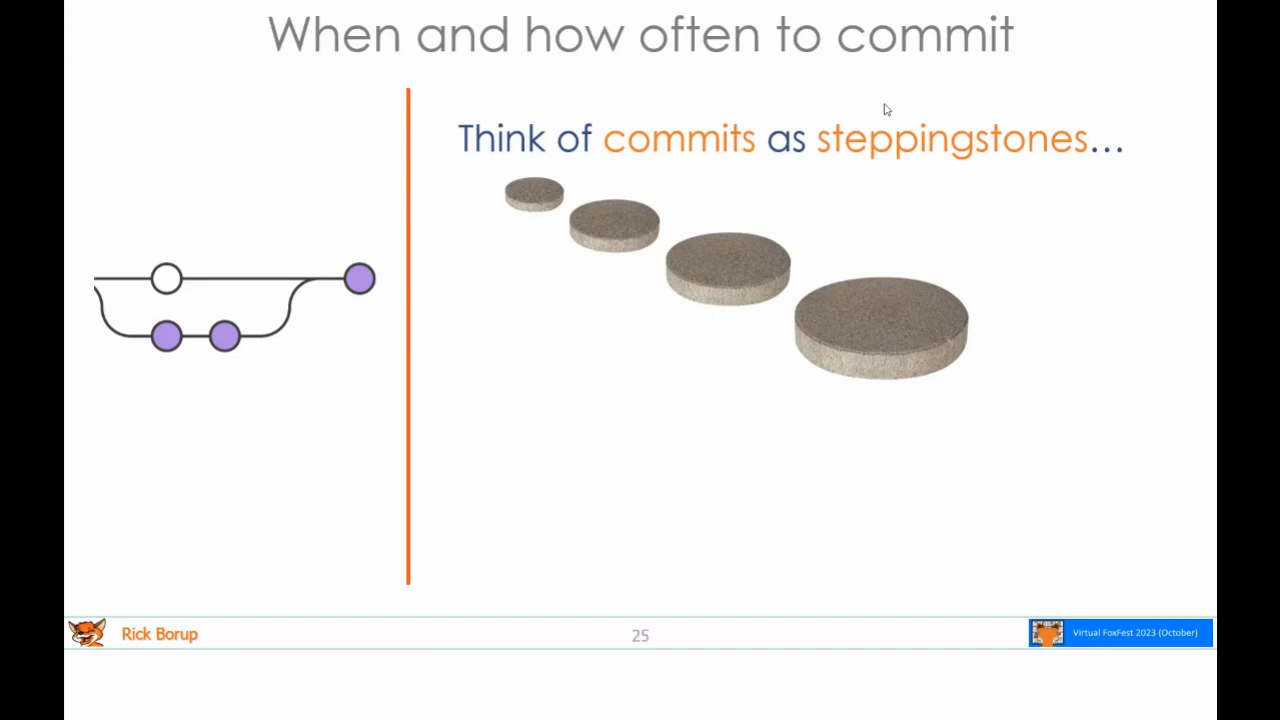 When and how often to commit
Think of commits as steppingstones...
Rick Borup
25
Virtual FoxFest 2023 (October)